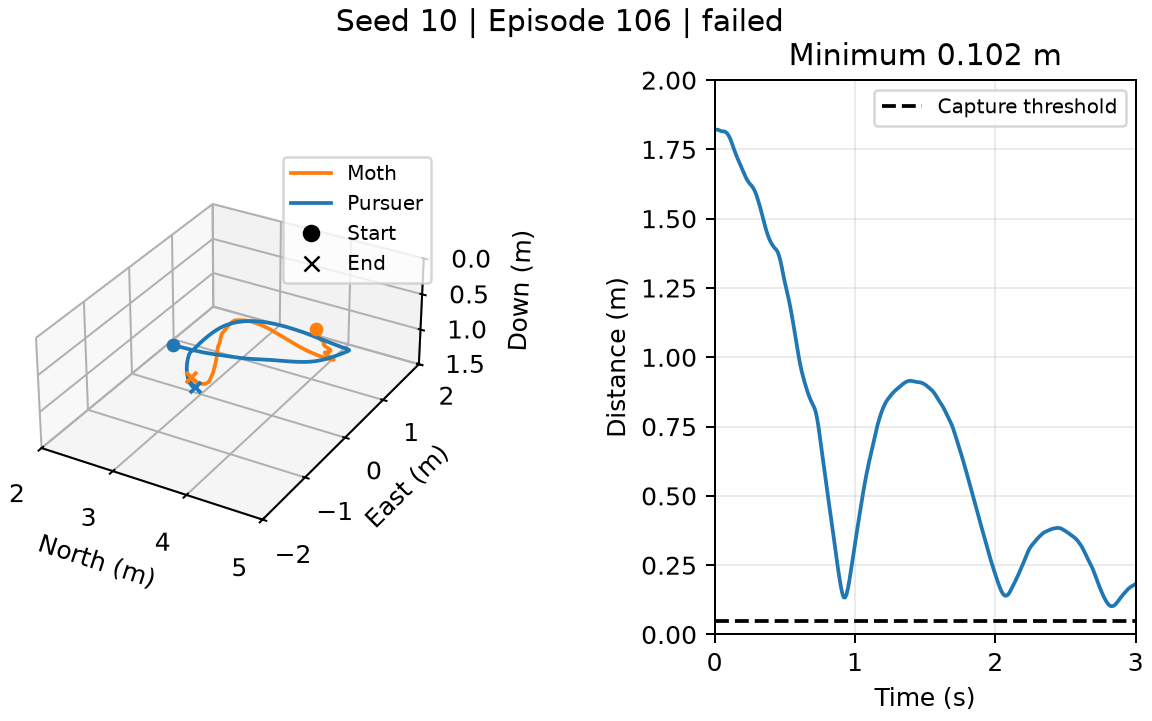 Seed 10 | Episode 106 | failed
Moth
Pursuer
Start
End
0.0
0.5
1.0
1.5
Down (m)
2
1
0
−1
−2
East (m)
2
3
4
5
North (m)
Minimum 0.102 m
Capture threshold
2.00
1.75
1.50
1.25
1.00
0.75
0.50
0.25
0.00
Distance (m)
0
1
2
3
Time (s)